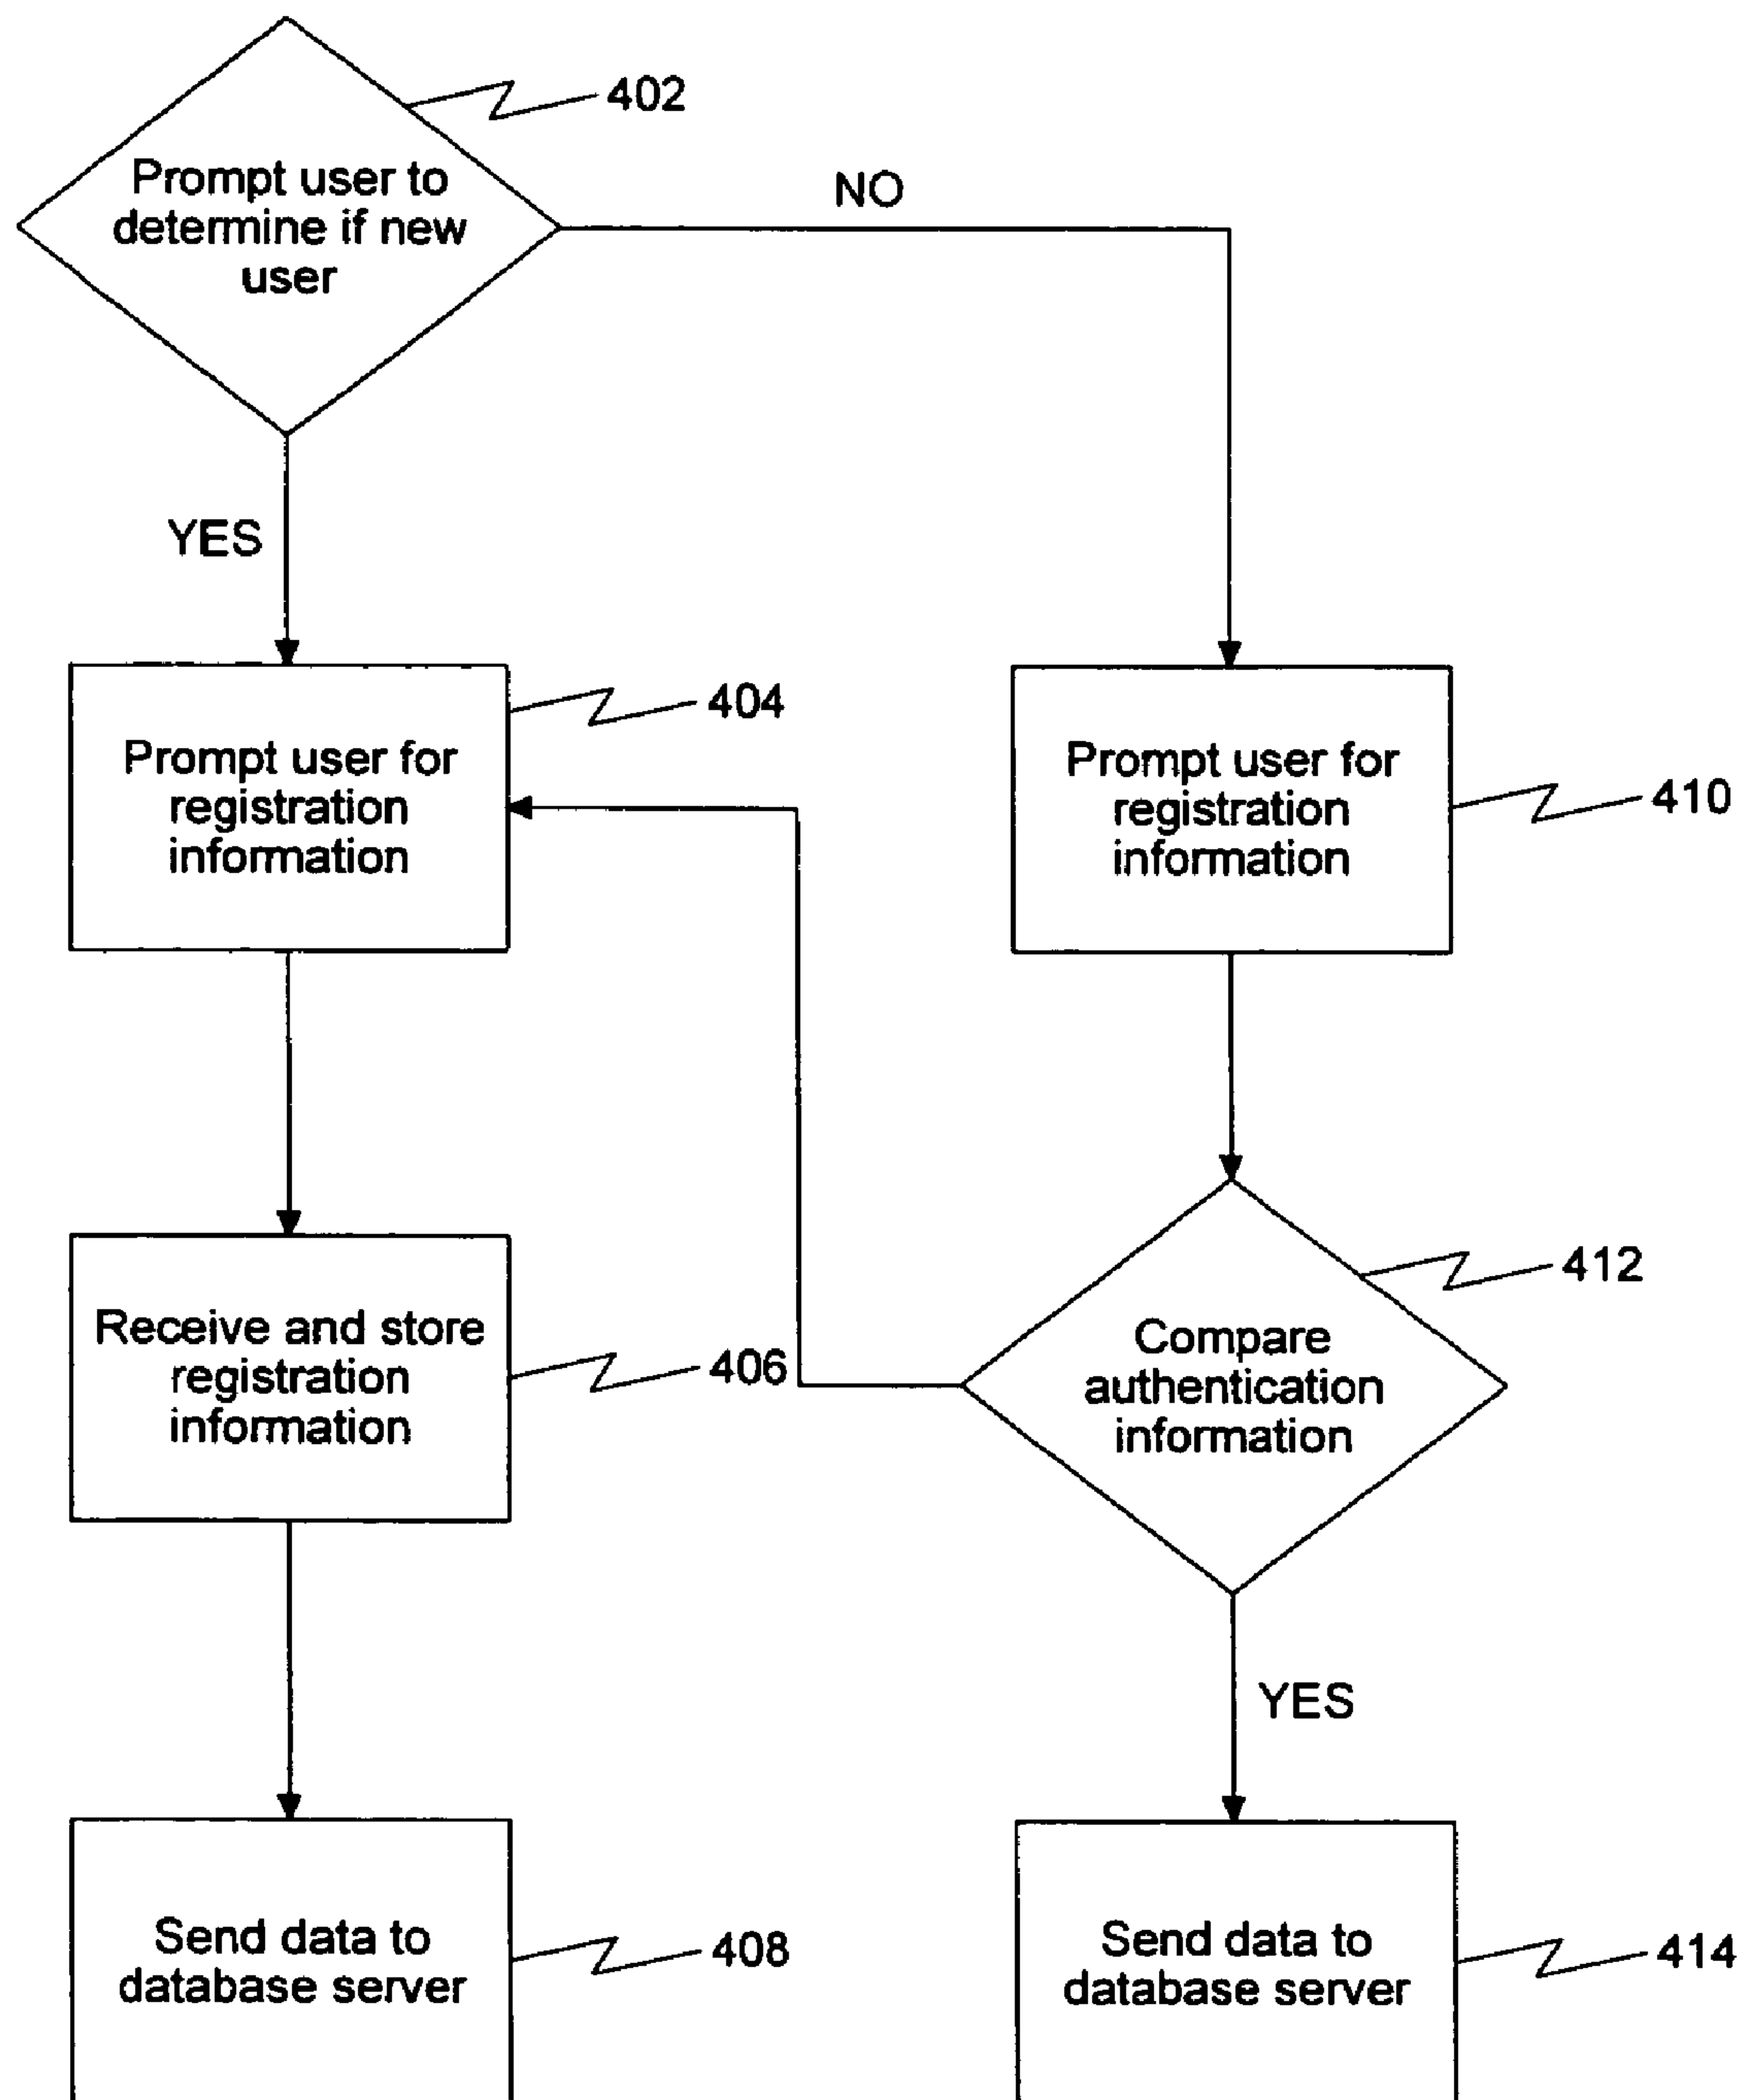 402
Prompt user to
determine if new
user
NO
YES
404
Prompt user for
registration
information
Prompt user for
registration
information
410
Receive and store
registration
information
406
412
Compare
authentication
information
YES
Send data to
database server
408
Send data to
database server
414